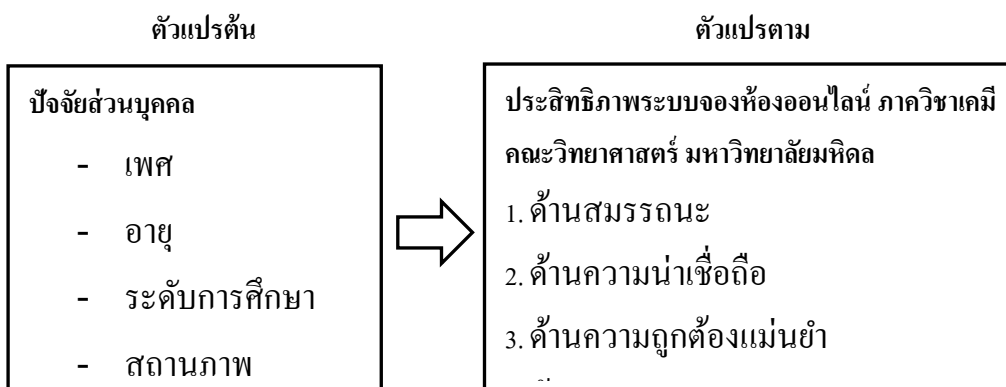 ตัวแปรต้น
ตัวแปรตาม
ปัจจัยส่วนบุคคล
- เพศ
- อายุ
- ระดับการศึกษา
- สถานภาพ
ประสิทธิภาพระบบจองห้องออนไลน์ ภาควิชาเคมี
คณะวิทยาศาสตร์ มหาวิทยาลัยมหิดล
1. ด้านสมรรถนะ
2. ด้านความน่าเชื่อถือ
3. ด้านความถูกต้องแม่นยำ